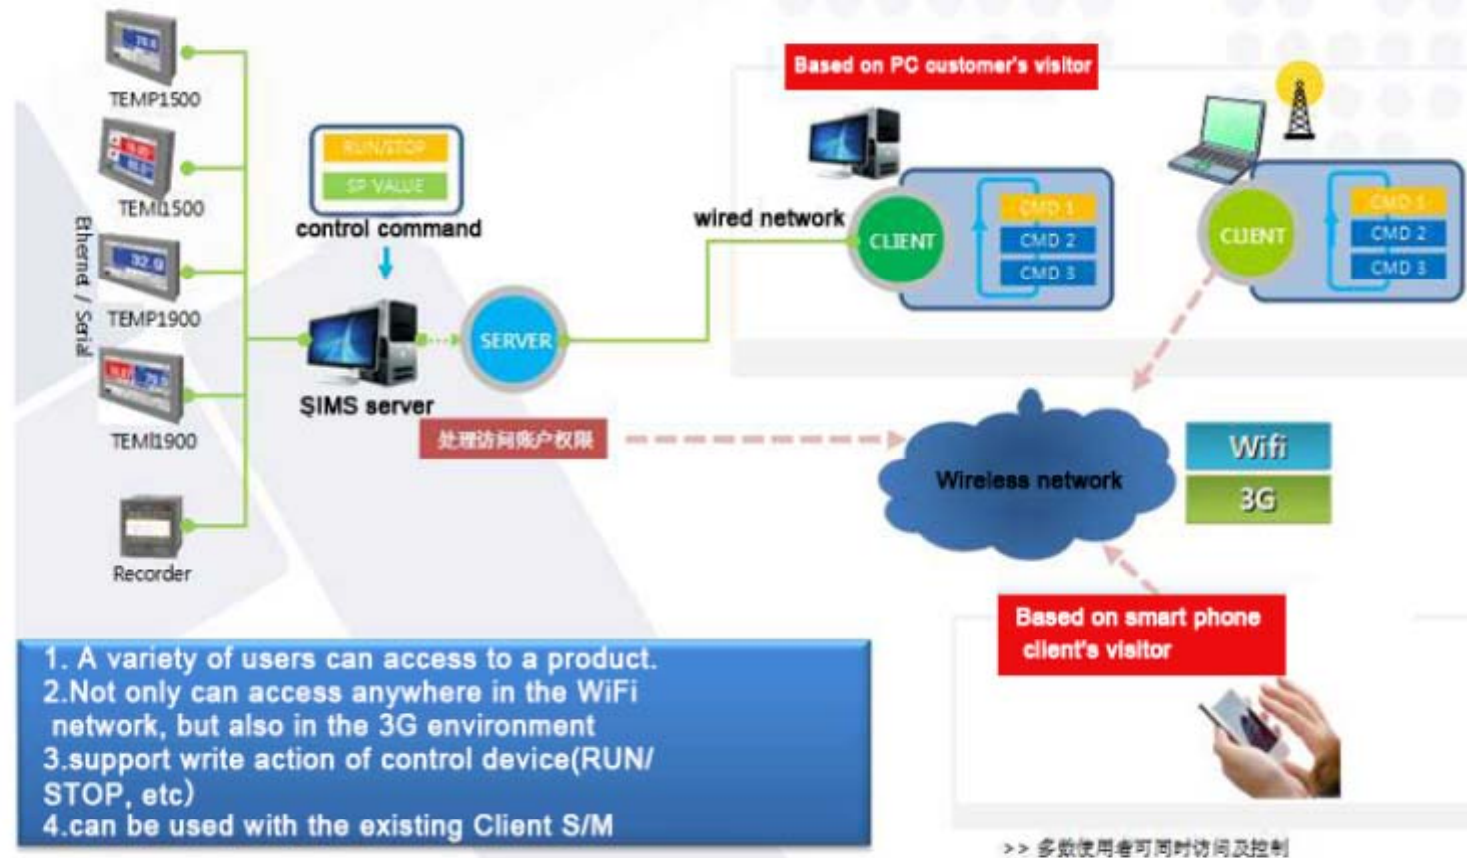 TEMP1500
TEMI1500
TEMP1900
TEMI1900
Recorder
Ethernet / Serial
RUN/STOP
SP VALUE
control command
SIMS server
SERVER
处理访问账户权限
wired network
Based on PC customer's visitor
CLIENT
CMD 1
CMD 2
CMD 3
CLIENT
CMD 1
CMD 2
CMD 3
Wireless network
Wifi
3G
Based on smart phone
client's visitor
1. A variety of users can access to a product.
2.Not only can access anywhere in the WiFi
network, but also in the 3G environment
3.support write action of control device(RUN/
STOP, etc)
4.can be used with the existing Client S/M
>> 多数使用者可同时访问及控制